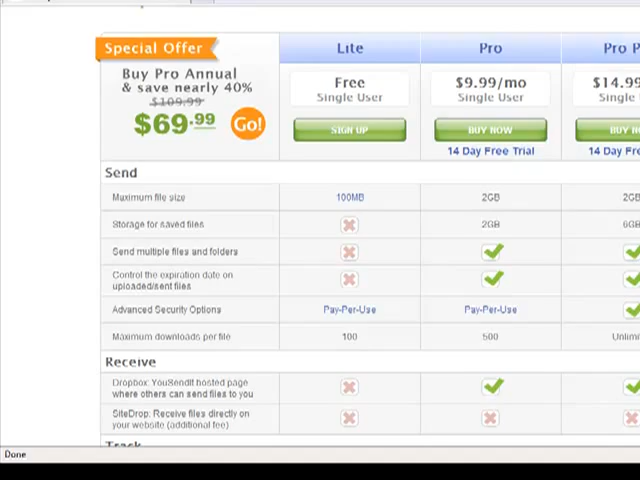 Special Offer
Buy Pro Annual
& save nearly 40%
$109.99
$69.99
Go!
Lite
Pro
Pro
Free
Single User
$9.99/mo
Single User
$14.99
Single
SIGN UP
BUY NOW
BUY
14 Day Free Trial
14 Day
Send
Maximum file size
100MB
2GB
Storage for saved files
2GB
Send multiple files and folders
Control the expiration date on
uploaded/sent files
Advanced Security Options
Pay-Per-Use
Pay-Per-Use
Maximum downloads per file
100
500
Receive
Dropbox: YouSendIt hosted page
where others can send files to you
SiteDrop: Receive files directly on
your website (additional fee)
Track
Done